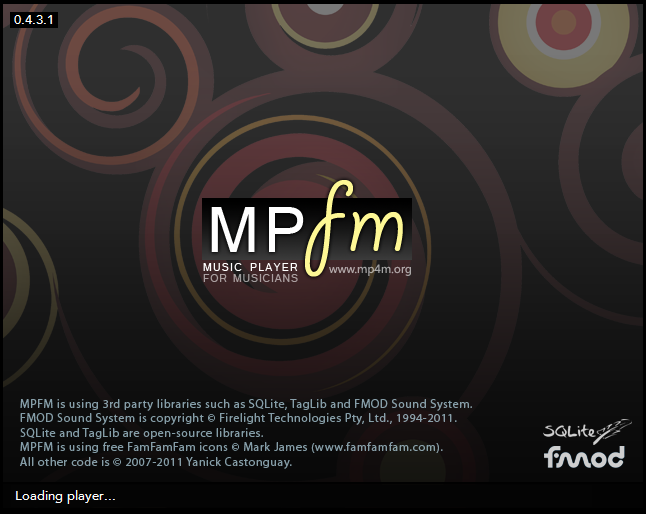 0.4.3.1
MPfm
MUSIC PLAYER
FOR MUSICIANS
www.mp4m.org
MPFM is using 3rd party libraries such as SQLite, TagLib and FMOD Sound System.
FMOD Sound System is copyright © Firelight Technologies Pty, Ltd., 1994-2011.
SQLite and TagLib are open-source libraries.
MPFM is using free FamFamFam icons © Mark James (www.famfamfam.com).
All other code is © 2007-2011 Yanick Castonguay.
SQLite
fmod
Loading player...